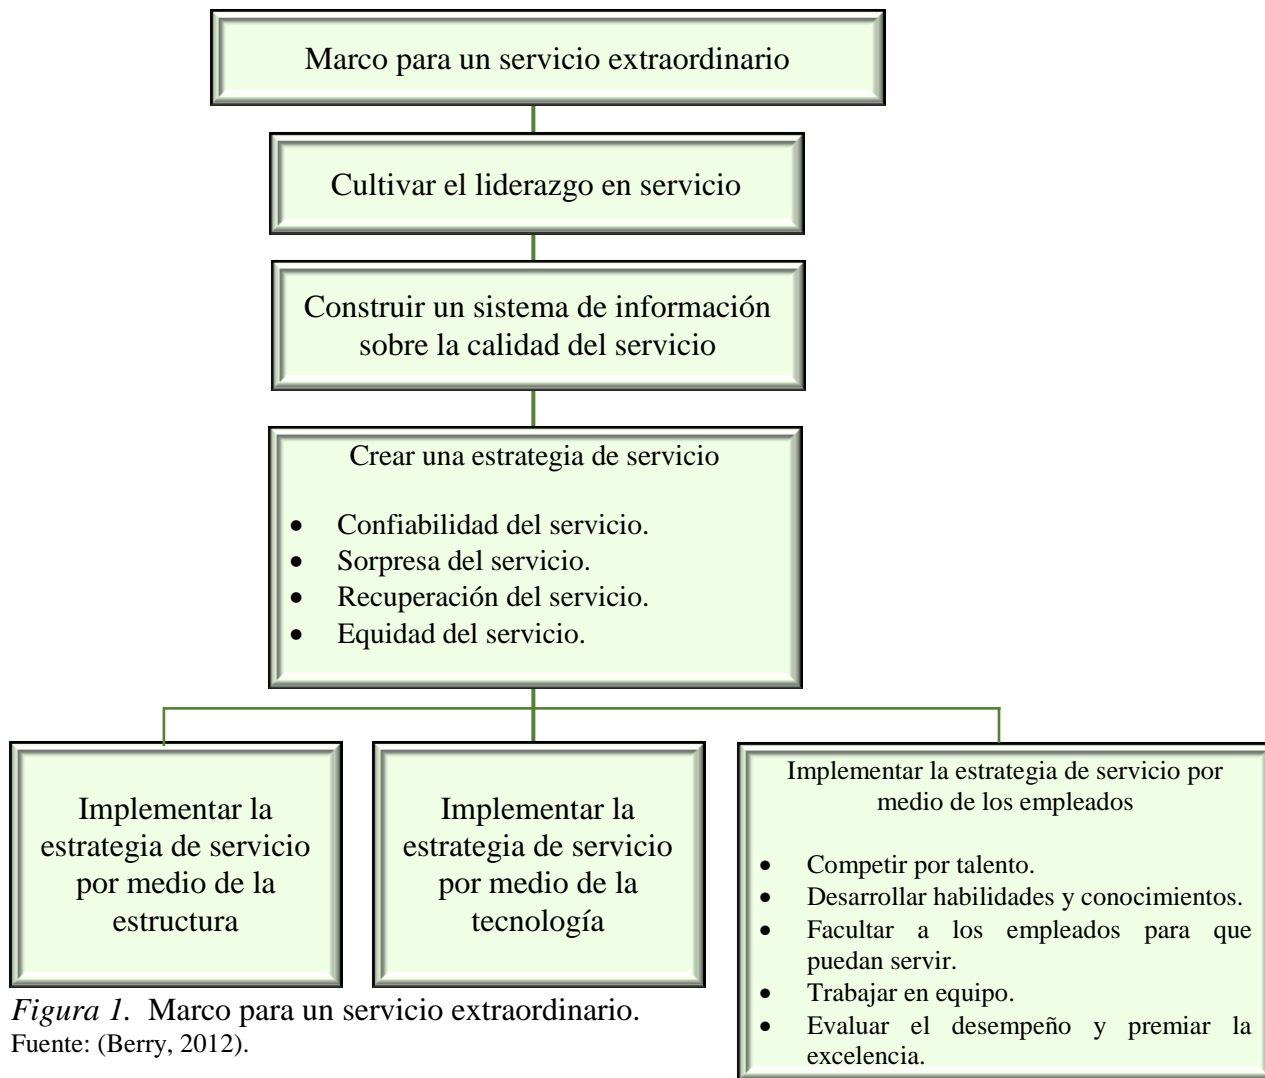 Marco para un servicio extraordinario
Cultivar el liderazgo en servicio
Construir un sistema de información
sobre la calidad del servicio
Crear una estrategia de servicio
• Confiabilidad del servicio.
• Sorpresa del servicio.
• Recuperación del servicio.
• Equidad del servicio.
Implementar la
estrategia de servicio
por medio de la
estructura
Implementar la
estrategia de servicio
por medio de la
tecnología
Implementar la estrategia de servicio por
medio de los empleados
• Competir por talento.
• Desarrollar habilidades y conocimientos.
• Facultar a los empleados para que
puedan servir.
• Trabajar en equipo.
• Evaluar el desempeño y premiar la
excelencia.
Figura 1. Marco para un servicio extraordinario.
Fuente: (Berry, 2012).